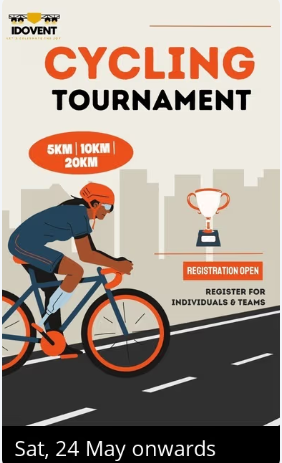 IDOVENT
CYCLING
TOURNAMENT
5KM | 10KM |
20KM
REGISTRATION OPEN
REGISTER FOR
INDIVIDUALS & TEAMS
Sat, 24 May onwards